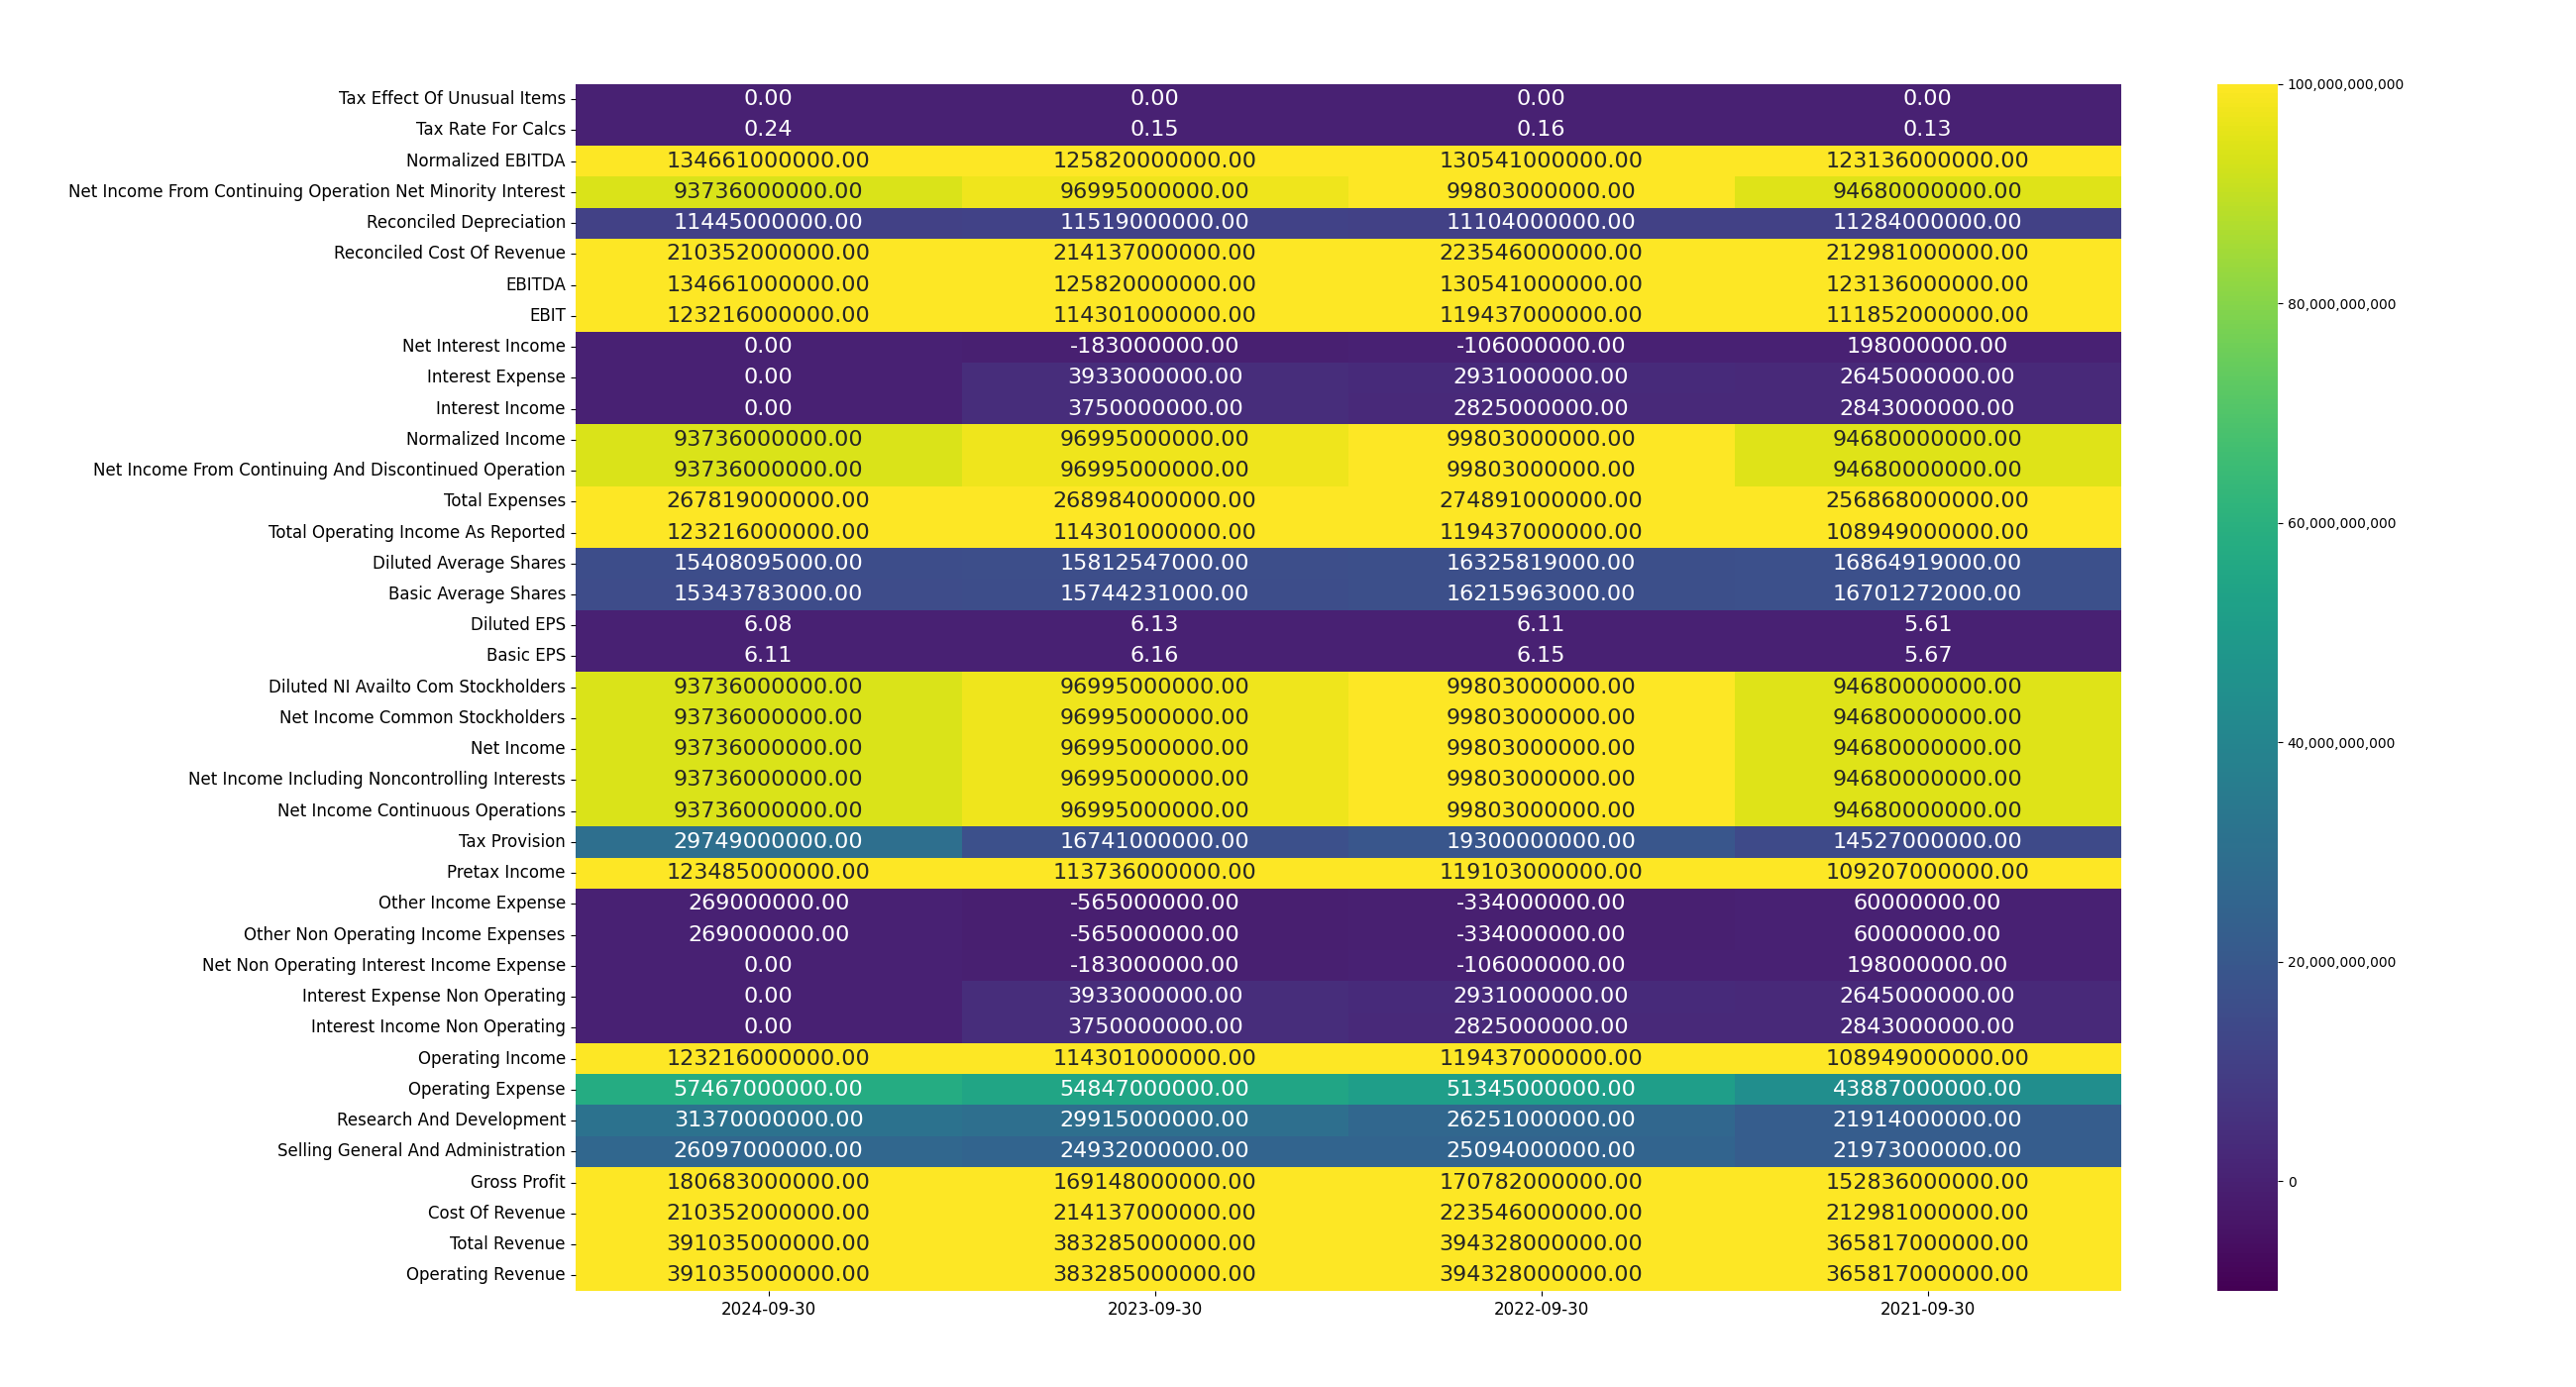 Tax Effect Of Unusual Items 0.00 0.00 0.00 0.00
Tax Rate For Calcs 0.24 0.15 0.16 0.13
Normalized EBITDA 134661000000.00 125820000000.00 130541000000.00 123136000000.00
Net Income From Continuing Operation Net Minority Interest 93736000000.00 96995000000.00 99803000000.00 94680000000.00
Reconciled Depreciation 11445000000.00 11519000000.00 11104000000.00 11284000000.00
Reconciled Cost Of Revenue 210352000000.00 214137000000.00 223546000000.00 212981000000.00
EBITDA 134661000000.00 125820000000.00 130541000000.00 123136000000.00
EBIT 123216000000.00 114301000000.00 119437000000.00 111852000000.00
Net Interest Income 0.00 -183000000.00 -106000000.00 198000000.00
Interest Expense 0.00 3933000000.00 2931000000.00 2645000000.00
Interest Income 0.00 3750000000.00 2825000000.00 2843000000.00
Normalized Income 93736000000.00 96995000000.00 99803000000.00 94680000000.00
Net Income From Continuing And Discontinued Operation 93736000000.00 96995000000.00 99803000000.00 94680000000.00
Total Expenses 267819000000.00 268984000000.00 274891000000.00 256868000000.00
Total Operating Income As Reported 123216000000.00 114301000000.00 119437000000.00 108949000000.00
Diluted Average Shares 15408095000.00 15812547000.00 16325819000.00 16864919000.00
Basic Average Shares 15343783000.00 15744231000.00 16215963000.00 16701272000.00
Diluted EPS 6.08 6.13 6.11 5.61
Basic EPS 6.11 6.16 6.15 5.67
Diluted NI Availto Com Stockholders 93736000000.00 96995000000.00 99803000000.00 94680000000.00
Net Income Common Stockholders 93736000000.00 96995000000.00 99803000000.00 94680000000.00
Net Income 93736000000.00 96995000000.00 99803000000.00 94680000000.00
Net Income Including Noncontrolling Interests 93736000000.00 96995000000.00 99803000000.00 94680000000.00
Net Income Continuous Operations 93736000000.00 96995000000.00 99803000000.00 94680000000.00
Tax Provision 29749000000.00 16741000000.00 19300000000.00 14527000000.00
Pretax Income 123485000000.00 113736000000.00 119103000000.00 109207000000.00
Other Income Expense 269000000.00 -565000000.00 -334000000.00 60000000.00
Other Non Operating Income Expenses 269000000.00 -565000000.00 -334000000.00 60000000.00
Net Non Operating Interest Income Expense 0.00 -183000000.00 -106000000.00 198000000.00
Interest Expense Non Operating 0.00 3933000000.00 2931000000.00 2645000000.00
Interest Income Non Operating 0.00 3750000000.00 2825000000.00 2843000000.00
Operating Income 123216000000.00 114301000000.00 119437000000.00 108949000000.00
Operating Expense 57467000000.00 54847000000.00 51345000000.00 43887000000.00
Research And Development 31370000000.00 29915000000.00 26251000000.00 21914000000.00
Selling General And Administration 26097000000.00 24932000000.00 25094000000.00 21973000000.00
Gross Profit 180683000000.00 169148000000.00 170782000000.00 152836000000.00
Cost Of Revenue 210352000000.00 214137000000.00 223546000000.00 212981000000.00
Total Revenue 391035000000.00 383285000000.00 394328000000.00 365817000000.00
Operating Revenue 391035000000.00 383285000000.00 394328000000.00 365817000000.00
2024-09-30 2023-09-30 2022-09-30 2021-09-30
100,000,000,000
80,000,000,000
60,000,000,000
40,000,000,000
20,000,000,000
0